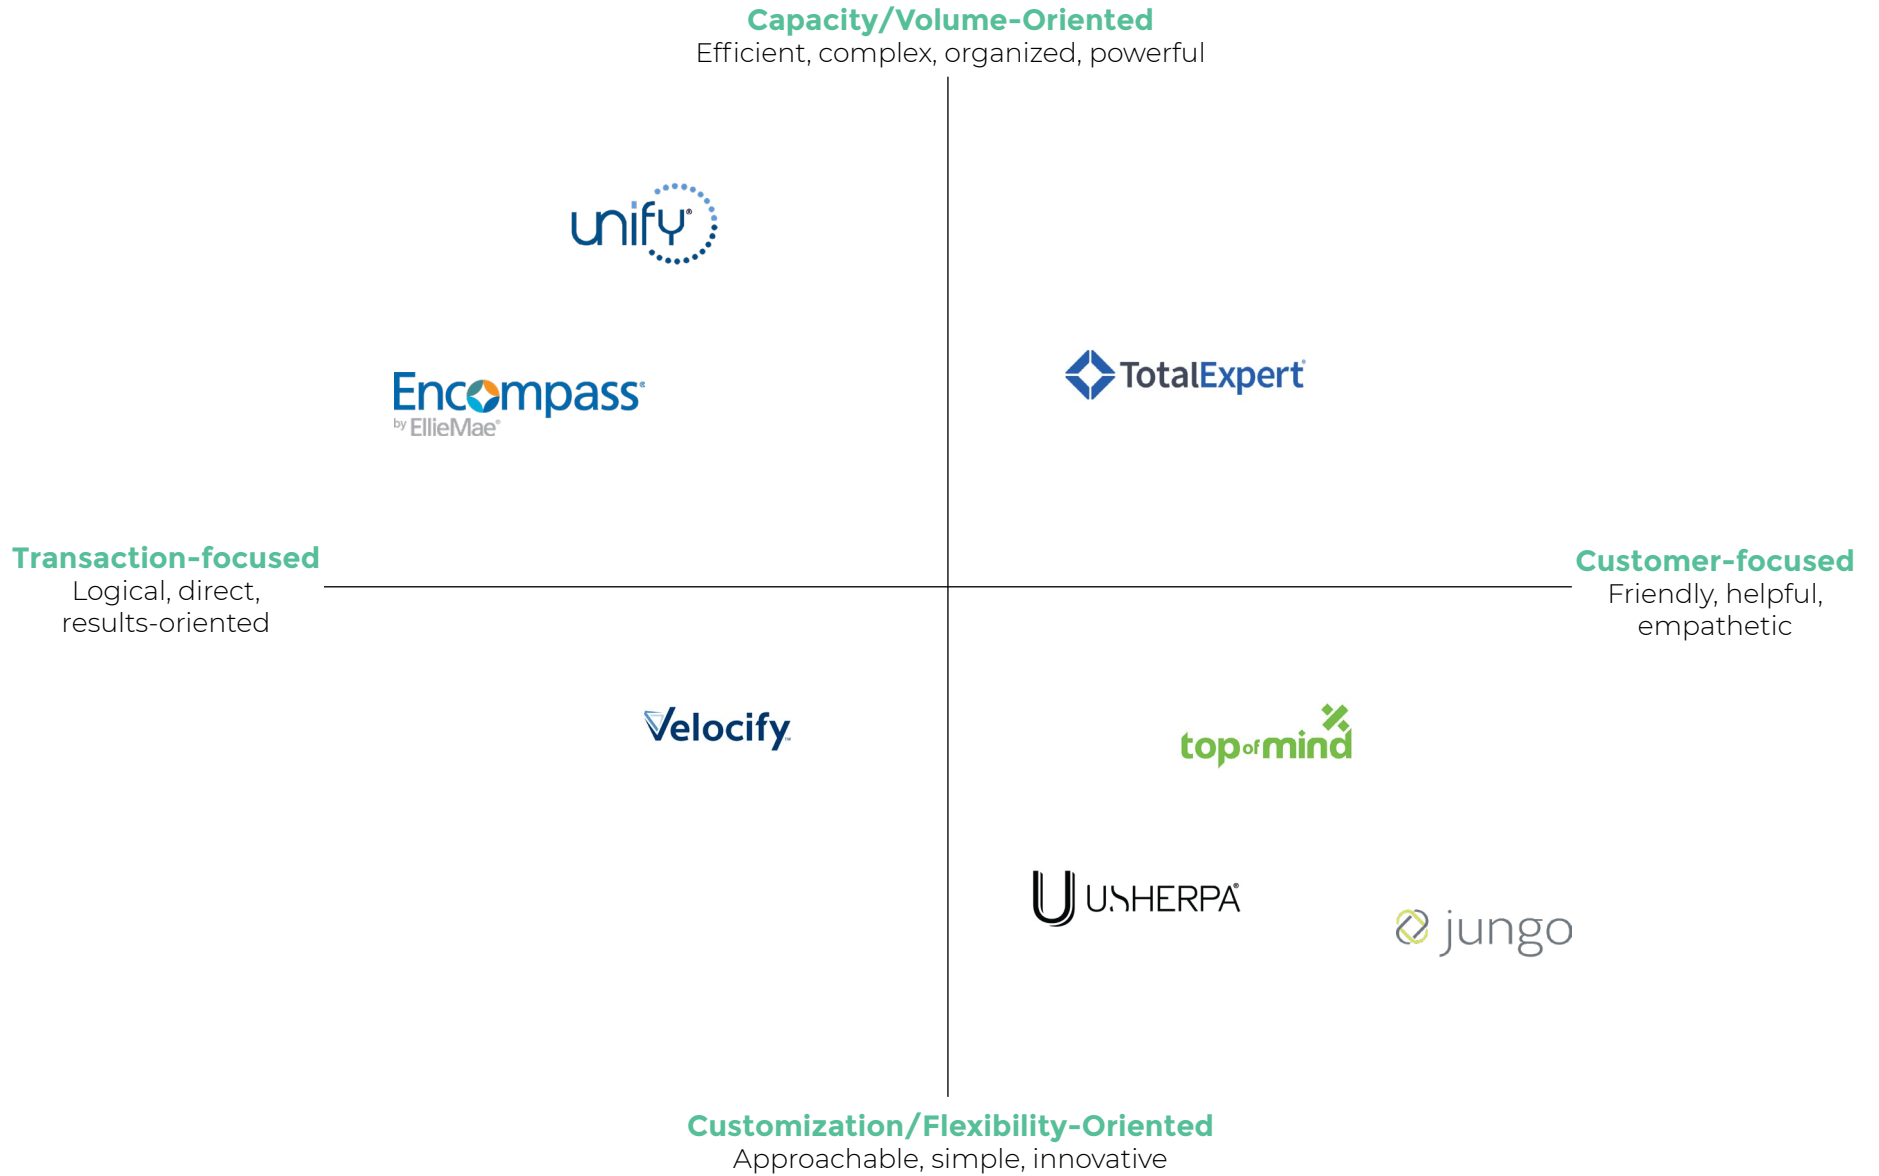 Capacity/Volume-Oriented
Efficient, complex, organized, powerful
unify®
Encompass®
by EllieMae®
TotalExpert®
Transaction-focused
Logical, direct,
results-oriented
Customer-focused
Friendly, helpful,
empathetic
Velocify™
top of mind
U USHERPA®
jungo
Customization/Flexibility-Oriented
Approachable, simple, innovative